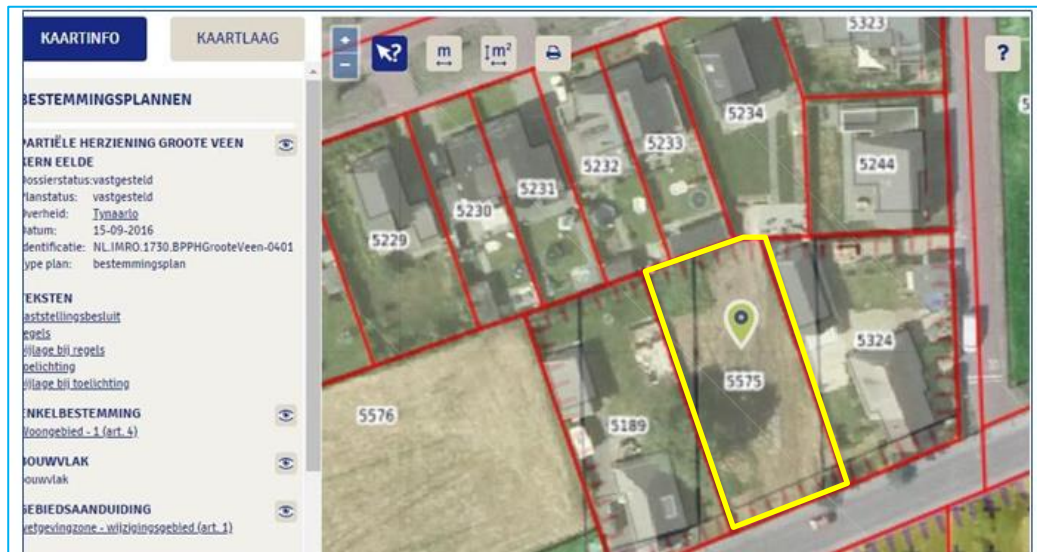 KAARTINFO
KAARTLAAG
BESTEMMINGSPLANNEN
PARTIËLE HERZIENING GROOTE VEEN
KERN EELDE
Dossierstatus: vastgesteld
Planstatus: vastgesteld
Overheid: Tynaarlo
Datum: 15-09-2016
Identificatie: NL.IMRO.1730.BPPHGrooteVeen-0401
Type plan: bestemmingsplan
TEKSTEN
vaststellingsbesluit
regels
bijlage bij regels
toelichting
bijlage bij toelichting
ENKELBESTEMMING
Woongebied - 1 (art. 4)
BOUWVLAK
bouwvlak
GEBIEDSAANDUIDING
wetgevingzone - wijzigingsgebied (art. 1)
+
−
?
m
m²
?
5323
5234
5233
5244
5232
5231
5230
5229
5324
5575
5576
5189